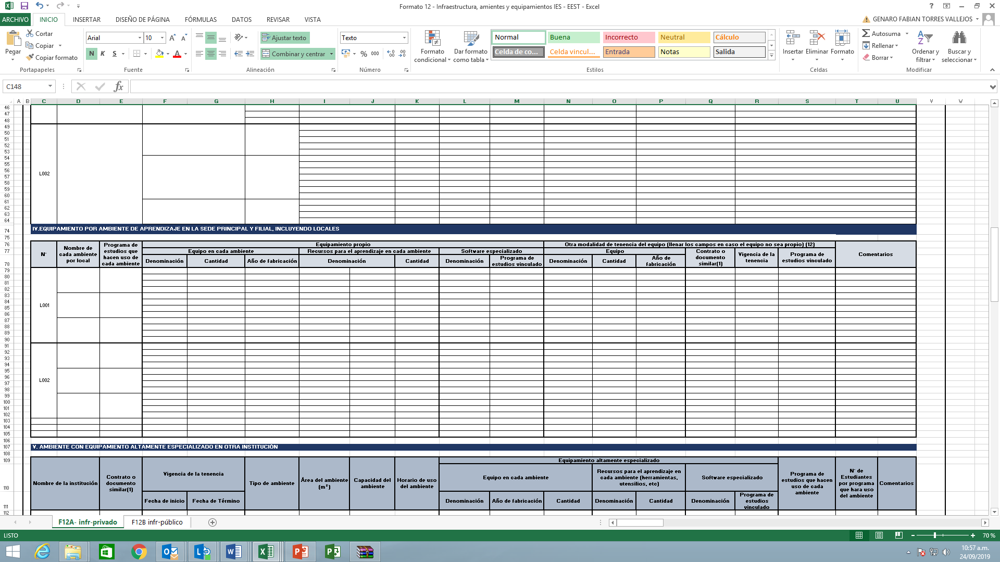 Formato 12 - Infraestructura, amientes y equipamientos IES - EEST - Excel
ARCHIVO INICIO INSERTAR DISEÑO DE PÁGINA FÓRMULAS DATOS REVISAR VISTA GENARO FABIAN TORRES VALLEJOS
Pegar
Cortar
Copiar
Copiar formato
Portapapeles
Arial 10
N K S
Fuente
Ajustar texto
Combinar y centrar
Alineación
Texto
% 000
Número
Formato condicional
Dar formato como tabla
Normal Buena Incorrecto Neutral Cálculo
Celda de co... Celda vincul... Entrada Notas Salida
Estilos
Insertar Eliminar Formato
Celdas
Autosuma
Rellenar
Borrar
Ordenar y filtrar
Buscar y seleccionar
Modificar
C148
fx
A B C D E F G H I J K L M N O P Q R S T U V W
46
47
48
49
50
51
52
53
54
55
56
57
L002
58
59
60
61
62
63
64
74 IV.EQUIPAMIENTO POR AMBIENTE DE APRENDIZAJE EN LA SEDE PRINCIPAL Y FILIAL, INCLUYENDO LOCALES
75
76
77
78
N°
Nombre de cada ambiente por local
Programa de estudios que hacen uso de cada ambiente
Equipamiento propio
Equipo en cada ambiente
Denominación Cantidad Año de fabricación
Recursos para el aprendizaje en cada ambiente
Denominación Cantidad
Software especializado
Denominación Programa de estudios vinculado
Otra modalidad de tenencia del equipo (llenar los campos en caso el equipo no sea propio) (12)
Equipo
Denominación Cantidad Año de fabricación
Contrato o documento similar(1)
Vigencia de la tenencia
Programa de estudios vinculado
Comentarios
79
80
81
82
83
84
L001
85
86
87
88
89
90
91
92
93
94
95
96
L002
97
98
99
100
101
102
103
104
105
106
107 V. AMBIENTE CON EQUIPAMIENTO ALTAMENTE ESPECIALIZADO EN OTRA INSTITUCIÓN
108
109
110
111
112
Nombre de la institución
Contrato o documento similar(1)
Vigencia de la tenencia
Fecha de inicio Fecha de Término
Tipo de ambiente
Área del ambiente (m²)
Capacidad del ambiente
Horario de uso del ambiente
Equipamiento altamente especializado
Equipo en cada ambiente
Denominación Año de fabricación Cantidad
Recursos para el aprendizaje en cada ambiente (herramientas, utensilios, etc)
Denominación Cantidad
Software especializado
Denominación Programa de estudios vinculado
Programa de estudios que hacen uso de cada ambiente
N° de Estudiantes por programa que hara uso del ambiente
Comentarios
F12A- infr-privado F12B infr-público
LISTO
70 %
10:57 a.m.
24/09/2019